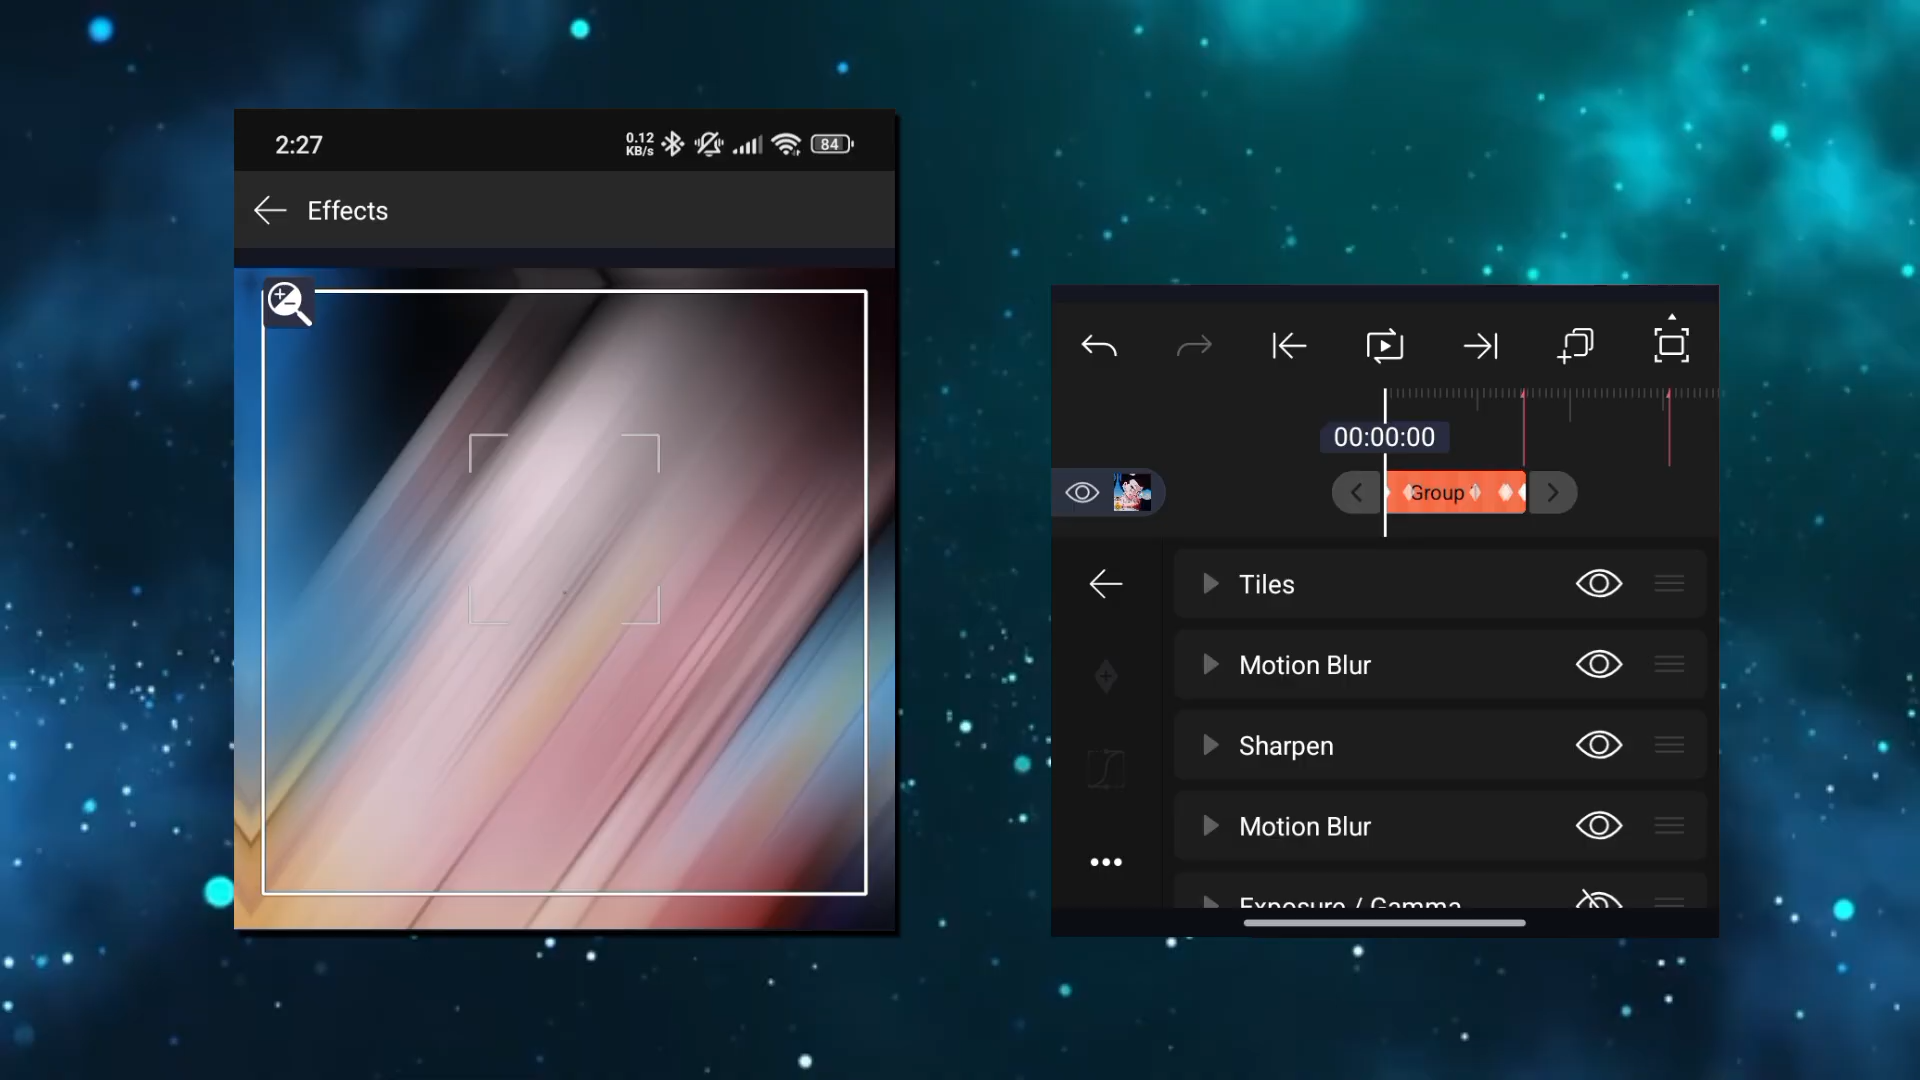 2:27
0.12
KB/s
84
Effects
00:00:00
Group
Tiles
Motion Blur
Sharpen
Motion Blur
Exposure / Gamma